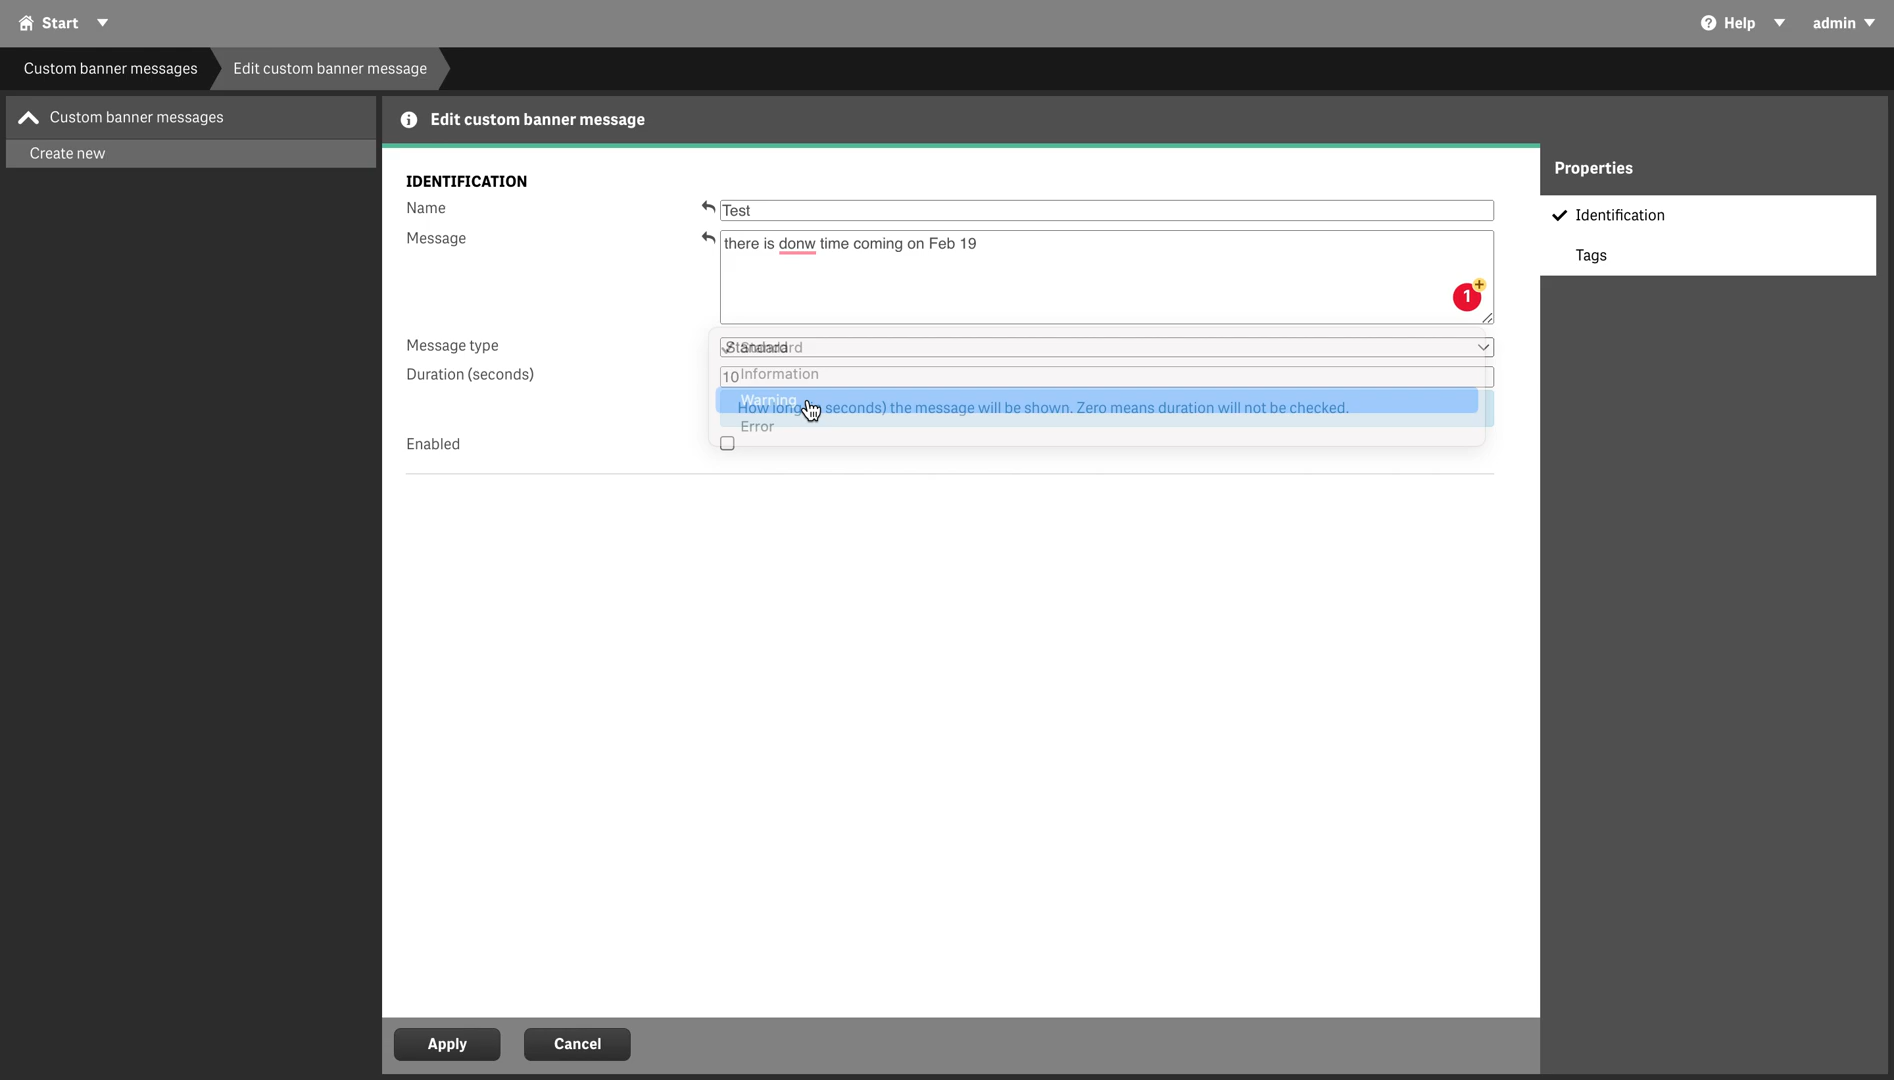 Start
Help
admin
Custom banner messages
Edit custom banner message
Custom banner messages
Create new
Edit custom banner message
IDENTIFICATION
Name
Test
Message
there is donw time coming on Feb 19
1
Message type
Standard
Standard
Duration (seconds)
10
Information
Warning
How long seconds) the message will be shown. Zero means duration will not be checked.
Error
Enabled
Properties
Identification
Tags
Apply
Cancel